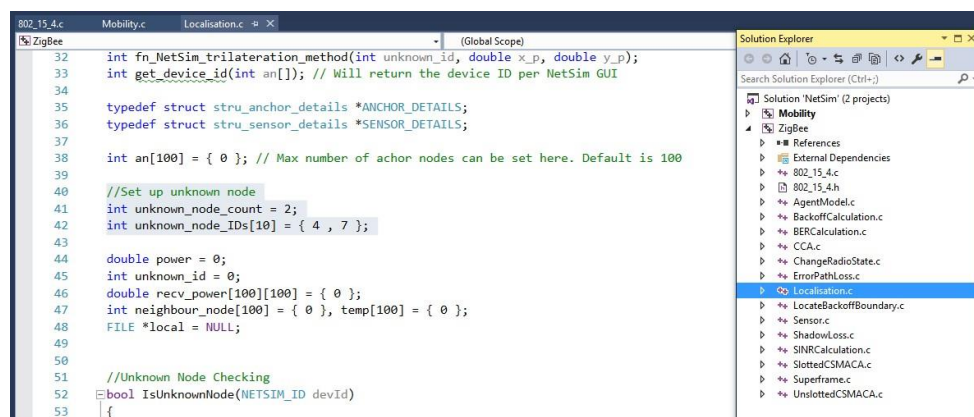 802_15_4.c Mobility.c Localisation.c
ZigBee (Global Scope)
32 int fn_NetSim_trilateration_method(int unknown_id, double x_p, double y_p);
33 int get_device_id(int an[]); // Will return the device ID per NetSim GUI
34
35 typedef struct stru_anchor_details *ANCHOR_DETAILS;
36 typedef struct stru_sensor_details *SENSOR_DETAILS;
37
38 int an[100] = { 0 }; // Max number of achor nodes can be set here. Default is 100
39
40 //Set up unknown node
41 int unknown_node_count = 2;
42 int unknown_node_IDs[10] = { 4 , 7 };
43
44 double power = 0;
45 int unknown_id = 0;
46 double recv_power[100][100] = { 0 };
47 int neighbour_node[100] = { 0 }, temp[100] = { 0 };
48 FILE *local = NULL;
49
50
51 //Unknown Node Checking
52 bool IsUnknownNode(NETSIM_ID devId)
53 {
Solution Explorer
Search Solution Explorer (Ctrl+;)
Solution 'NetSim' (2 projects)
Mobility
ZigBee
References
External Dependencies
802_15_4.c
802_15_4.h
AgentModel.c
BackoffCalculation.c
BERCalculation.c
CCA.c
ChangeRadioState.c
ErrorPathLoss.c
Localisation.c
LocateBackoffBoundary.c
Sensor.c
ShadowLoss.c
SINRCalculation.c
SlottedCSMACA.c
Superframe.c
UnslottedCSMACA.c